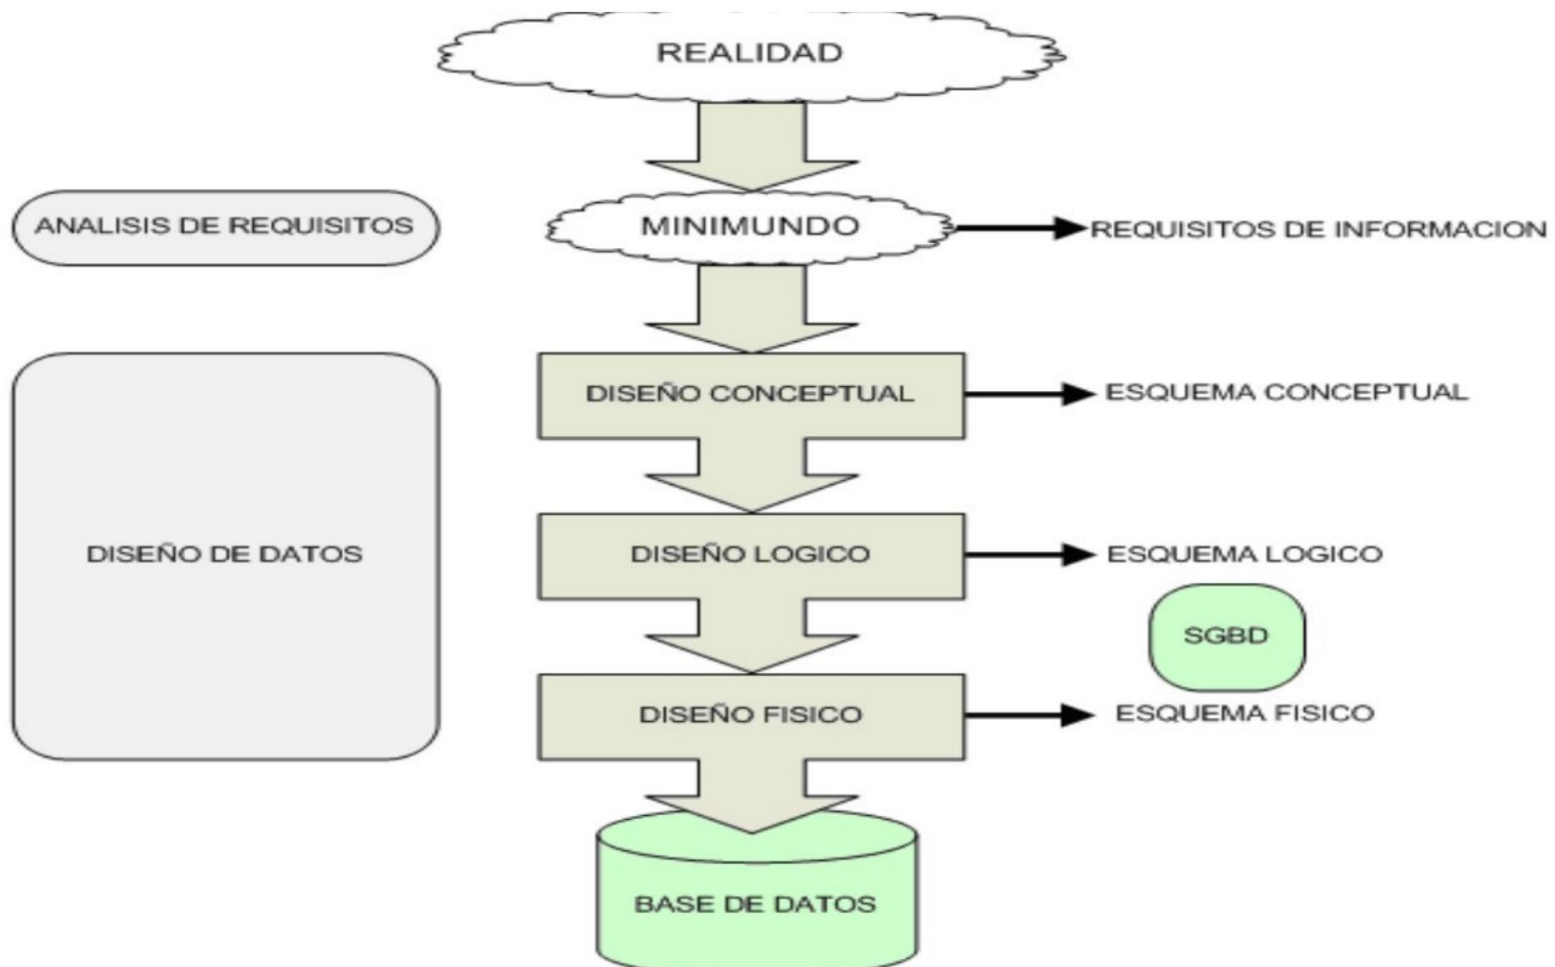 REALIDAD
ANALISIS DE REQUISITOS
MINIMUNDO
REQUISITOS DE INFORMACION
DISEÑO CONCEPTUAL
ESQUEMA CONCEPTUAL
DISEÑO DE DATOS
DISEÑO LOGICO
ESQUEMA LOGICO
SGBD
DISEÑO FISICO
ESQUEMA FISICO
BASE DE DATOS